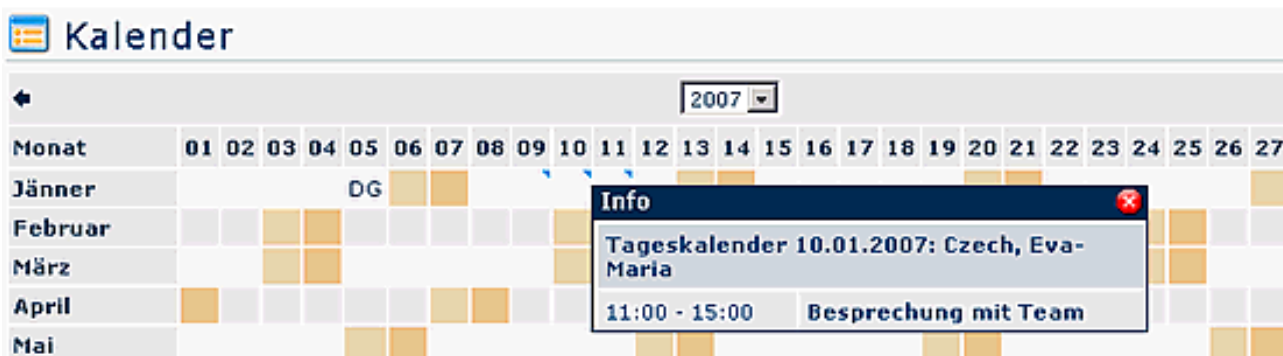 Kalender
2007
Monat 01 02 03 04 05 06 07 08 09 10 11 12 13 14 15 16 17 18 19 20 21 22 23 24 25 26 27
Jänner DG
Info
Februar
Tageskalender 10.01.2007: Czech, Eva-
Maria
März
April
11:00 - 15:00 Besprechung mit Team
Mai